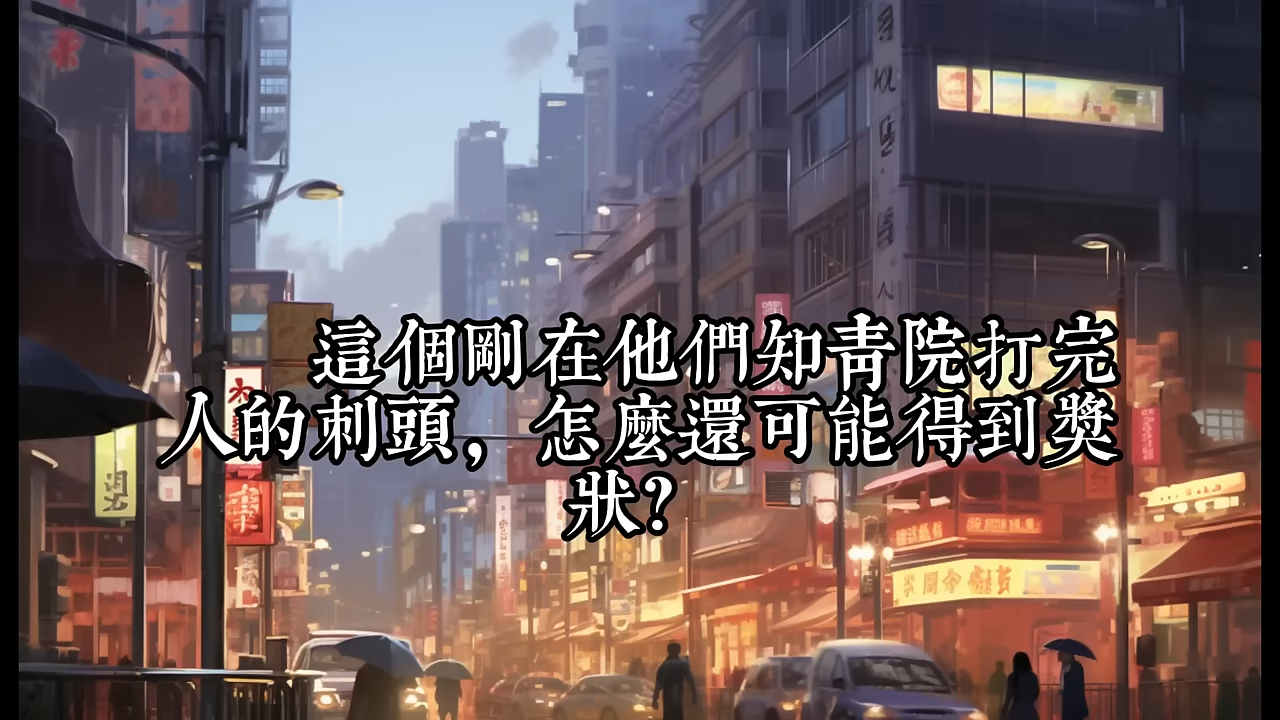 這個剛在他們知青院打完
人的刺頭，怎麼還可能得到獎
狀？